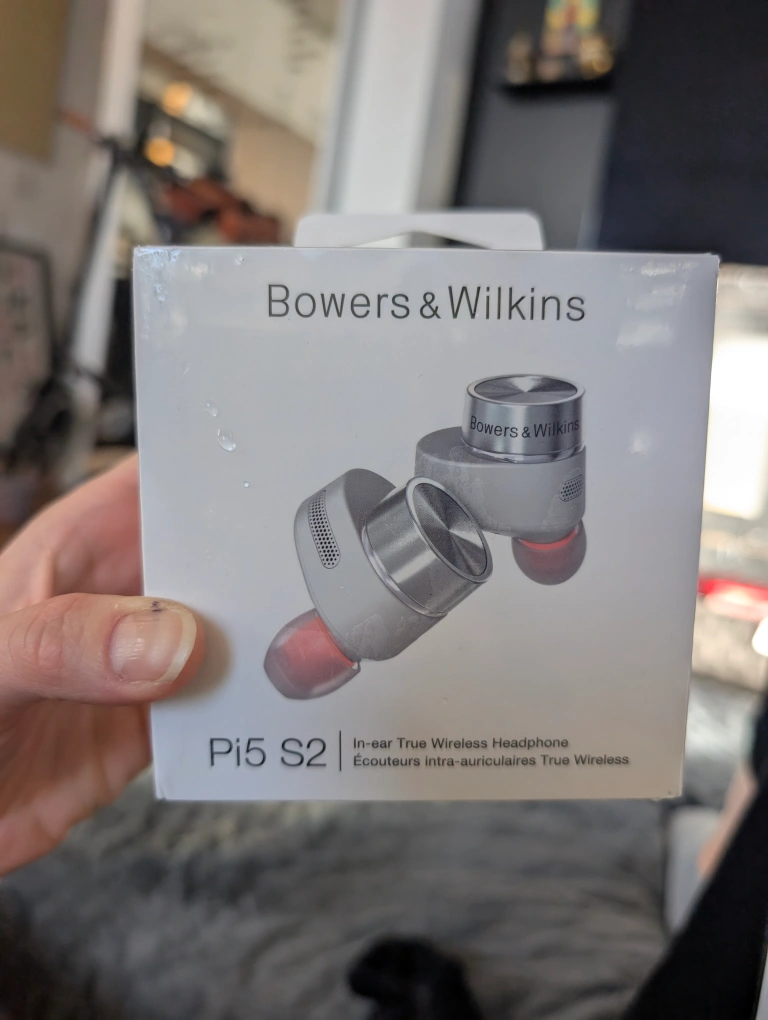 Bowers & Wilkins
Bowers & Wilkins
Pi5 S2
In-ear True Wireless Headphone
Écouteurs intra-auriculaires True Wireless